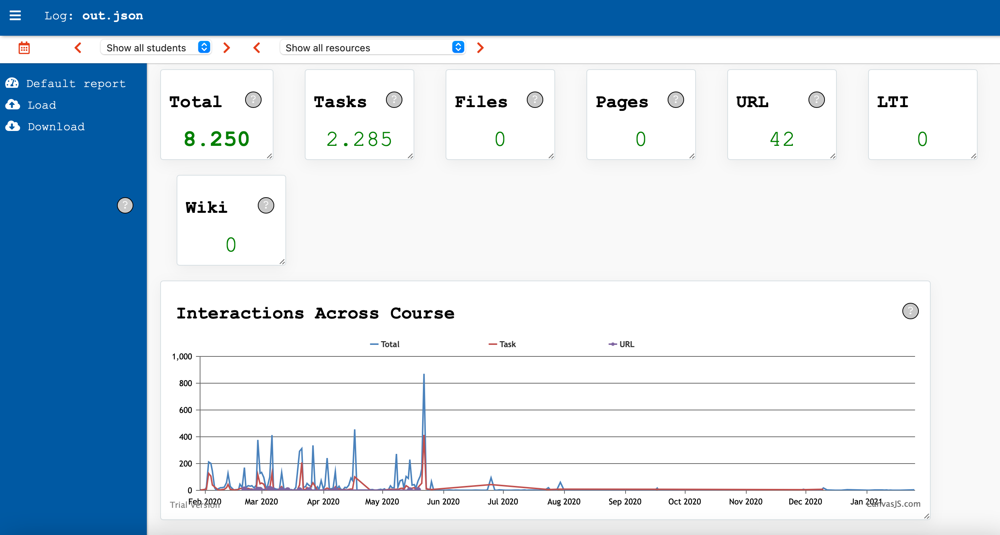 Log: out.json
Show all students
Show all resources
Default report
Load
Download
?
Total ?
8.250
Tasks ?
2.285
Files ?
0
Pages ?
0
URL ?
42
LTI
0
Wiki ?
0
Interactions Across Course ?
Total Task URL
1,000
800
600
400
200
0
Feb 2020 Mar 2020 Apr 2020 May 2020 Jun 2020 Jul 2020 Aug 2020 Sep 2020 Oct 2020 Nov 2020 Dec 2020 Jan 2021
Trial Version CanvasJS.com